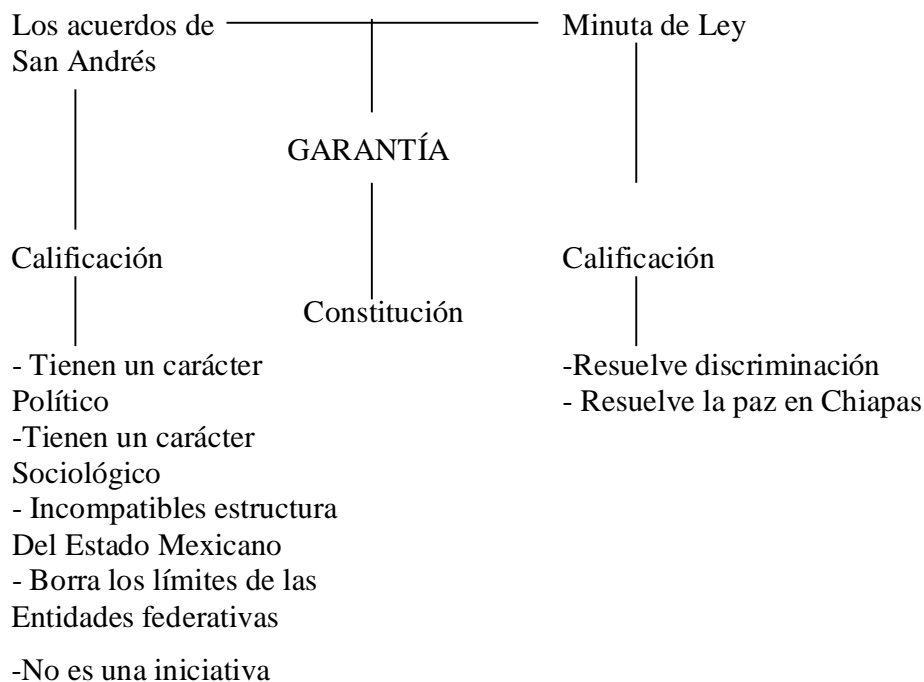 Los acuerdos de
San Andrés
Minuta de Ley
GARANTÍA
Calificación
Calificación
Constitución
- Tienen un carácter
Político
-Tienen un carácter
Sociológico
- Incompatibles estructura
Del Estado Mexicano
- Borra los límites de las
Entidades federativas
-No es una iniciativa
-Resuelve discriminación
- Resuelve la paz en Chiapas